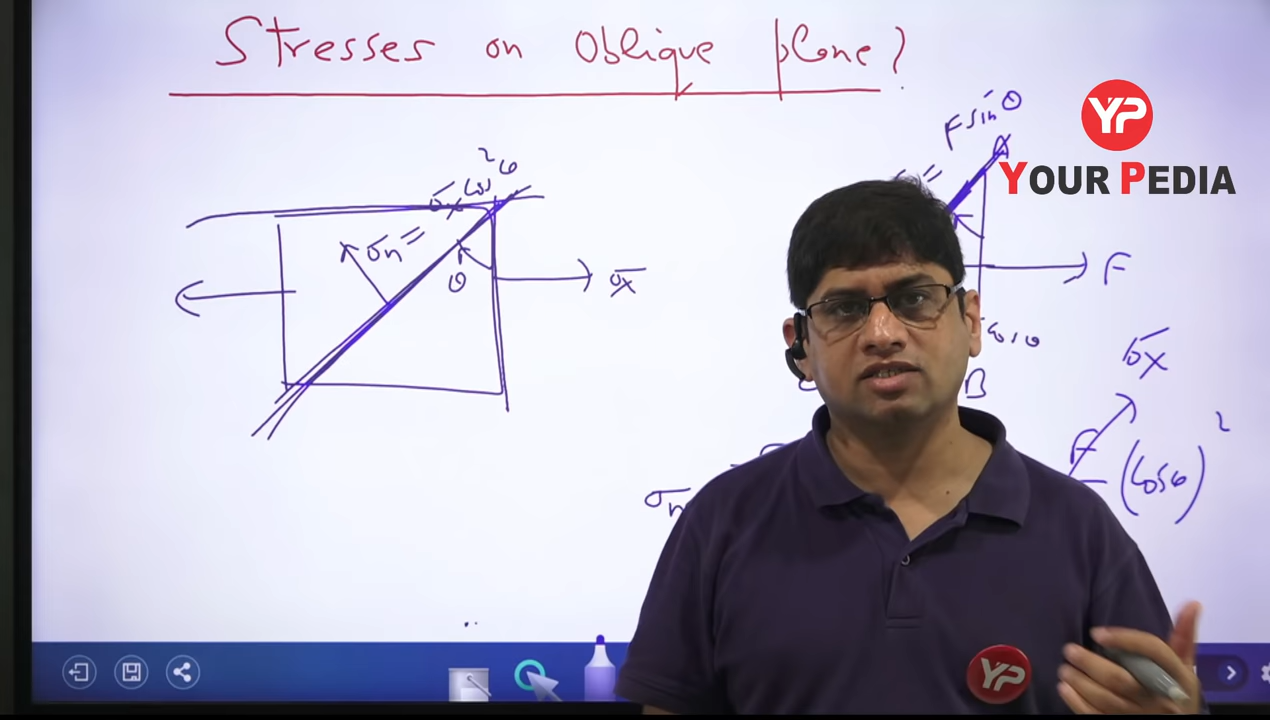 Stresses on Oblique plane?
F sin θ
YP
YOUR PEDIA
σx cos²θ
σn =
θ
σx
F
A
cos θ
B
σx
F
(cos θ)²
σn
YP